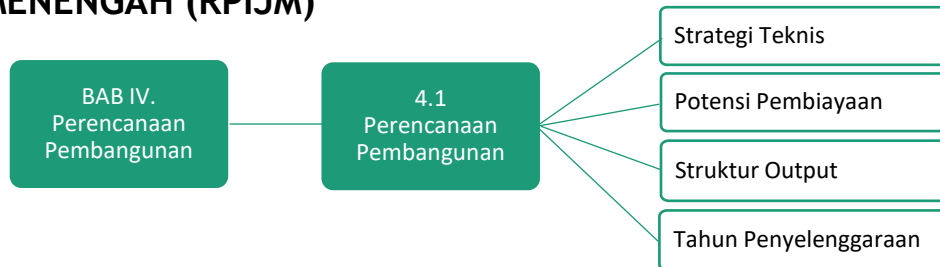 MENENGAH (RPIJM)
BAB IV.
Perencanaan
Pembangunan
4.1
Perencanaan
Pembangunan
Strategi Teknis
Potensi Pembiayaan
Struktur Output
Tahun Penyelenggaraan